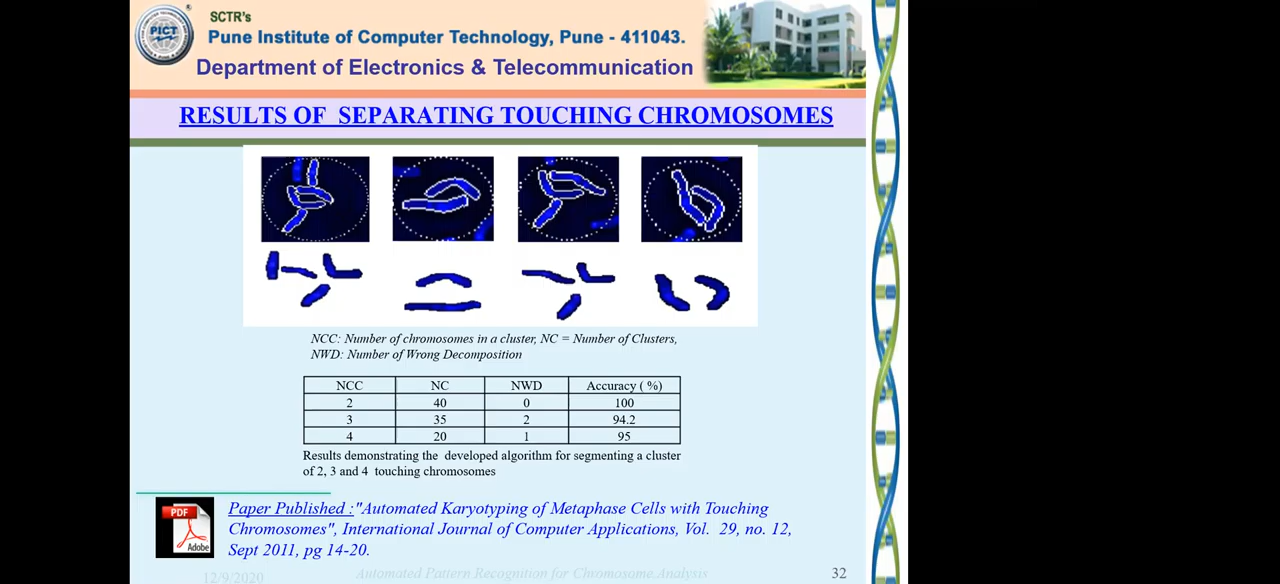 SCTR's
PICT
Pune Institute of Computer Technology, Pune - 411043.
Department of Electronics & Telecommunication
RESULTS OF SEPARATING TOUCHING CHROMOSOMES
NCC: Number of chromosomes in a cluster, NC = Number of Clusters,
NWD: Number of Wrong Decomposition
NCC NC NWD Accuracy ( %)
2 40 0 100
3 35 2 94.2
4 20 1 95
Results demonstrating the developed algorithm for segmenting a cluster
of 2, 3 and 4 touching chromosomes
PDF
Adobe
Paper Published :"Automated Karyotyping of Metaphase Cells with Touching
Chromosomes", International Journal of Computer Applications, Vol. 29, no. 12,
Sept 2011, pg 14-20.
12/9/2020
Automated Pattern Recognition for Chromosome Analysis
32